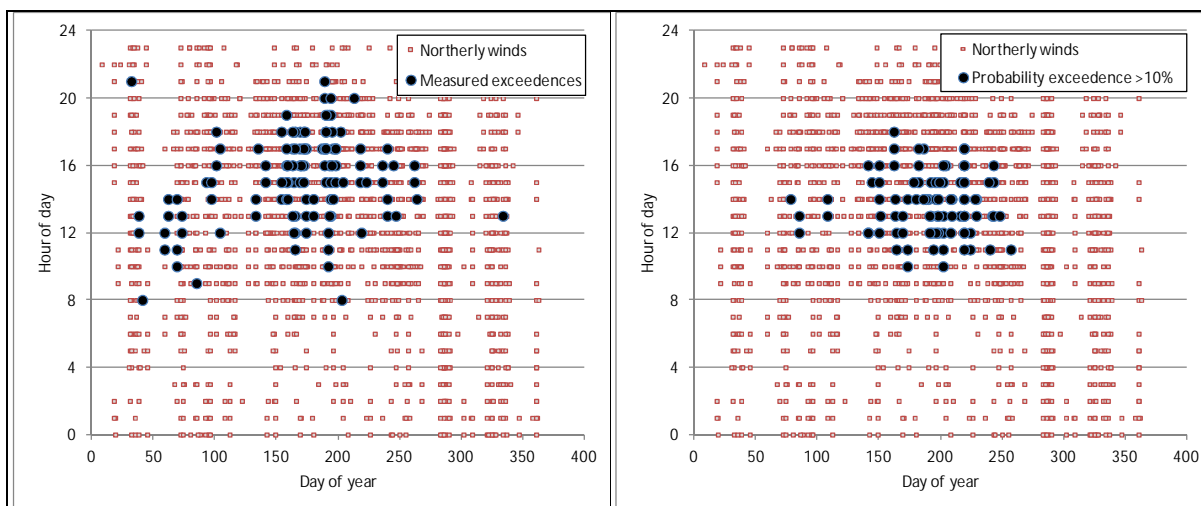 24
20
16
12
8
4
0
Hour of day
0 50 100 150 200 250 300 350 400
Day of year
Northerly winds
Measured exceedences
24
20
16
12
8
4
0
Hour of day
0 50 100 150 200 250 300 350 400
Day of year
Northerly winds
Probability exceedence >10%